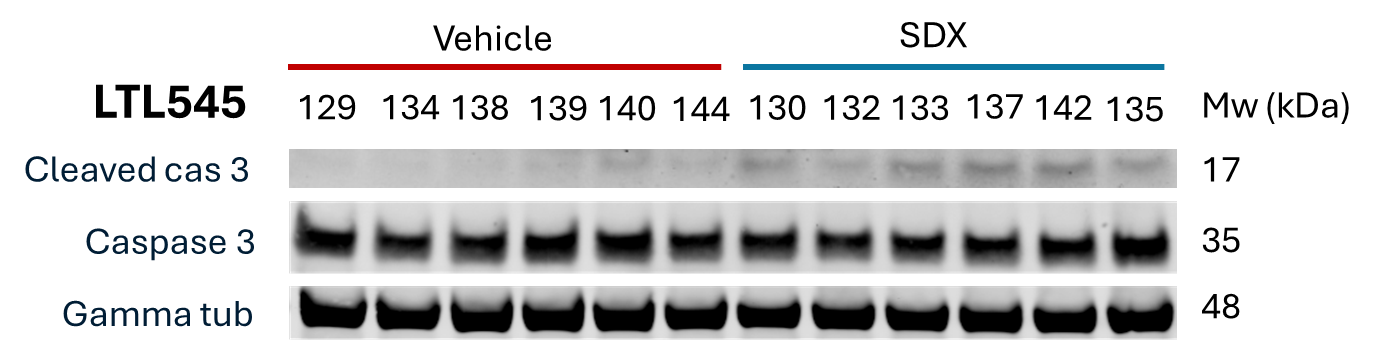 Vehicle SDX
LTL545 129 134 138 139 140 144 130 132 133 137 142 135 Mw (kDa)
Cleaved cas 3 17
Caspase 3 35
Gamma tub 48